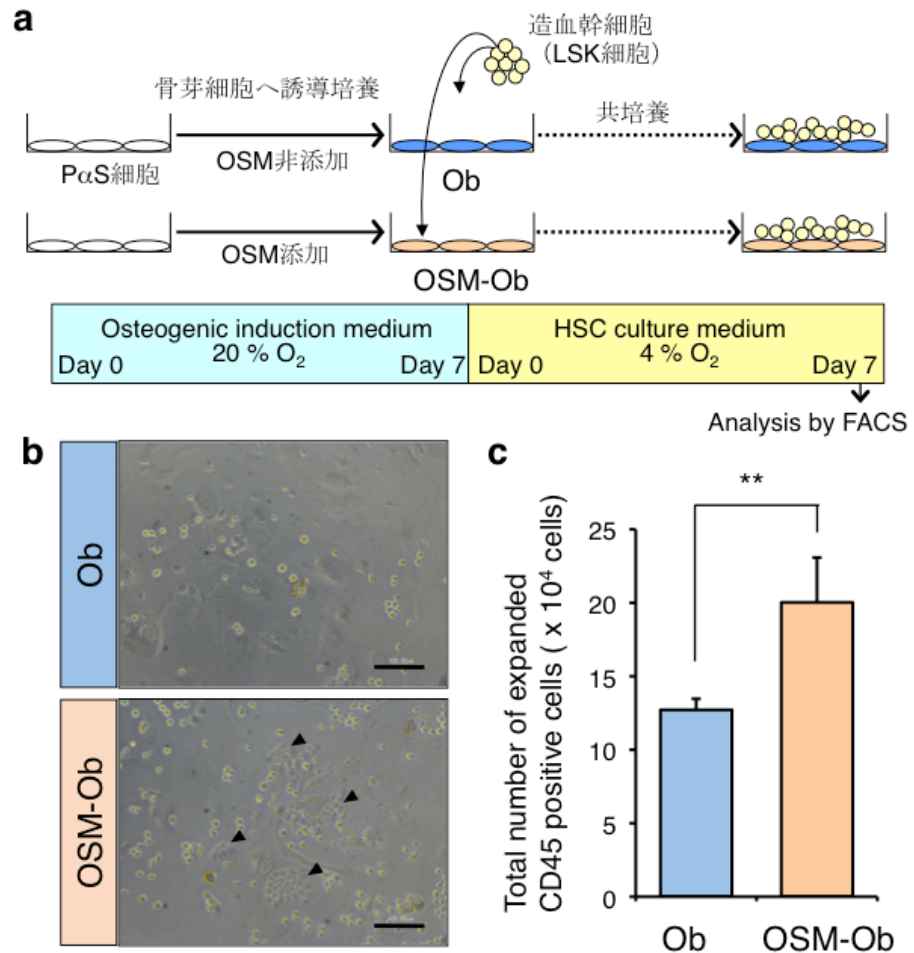 a
造血幹細胞
（LSK細胞）
骨芽細胞へ誘導培養
共培養
OSM非添加
PαS細胞
Ob
OSM添加
OSM-Ob
Osteogenic induction medium
20 % O2
Day 0
Day 7
HSC culture medium
4 % O2
Day 0
Day 7
Analysis by FACS
b
Ob
OSM-Ob
c
**
Total number of expanded
CD45 positive cells ( x 10⁴ cells)
25
20
15
10
5
0
Ob
OSM-Ob